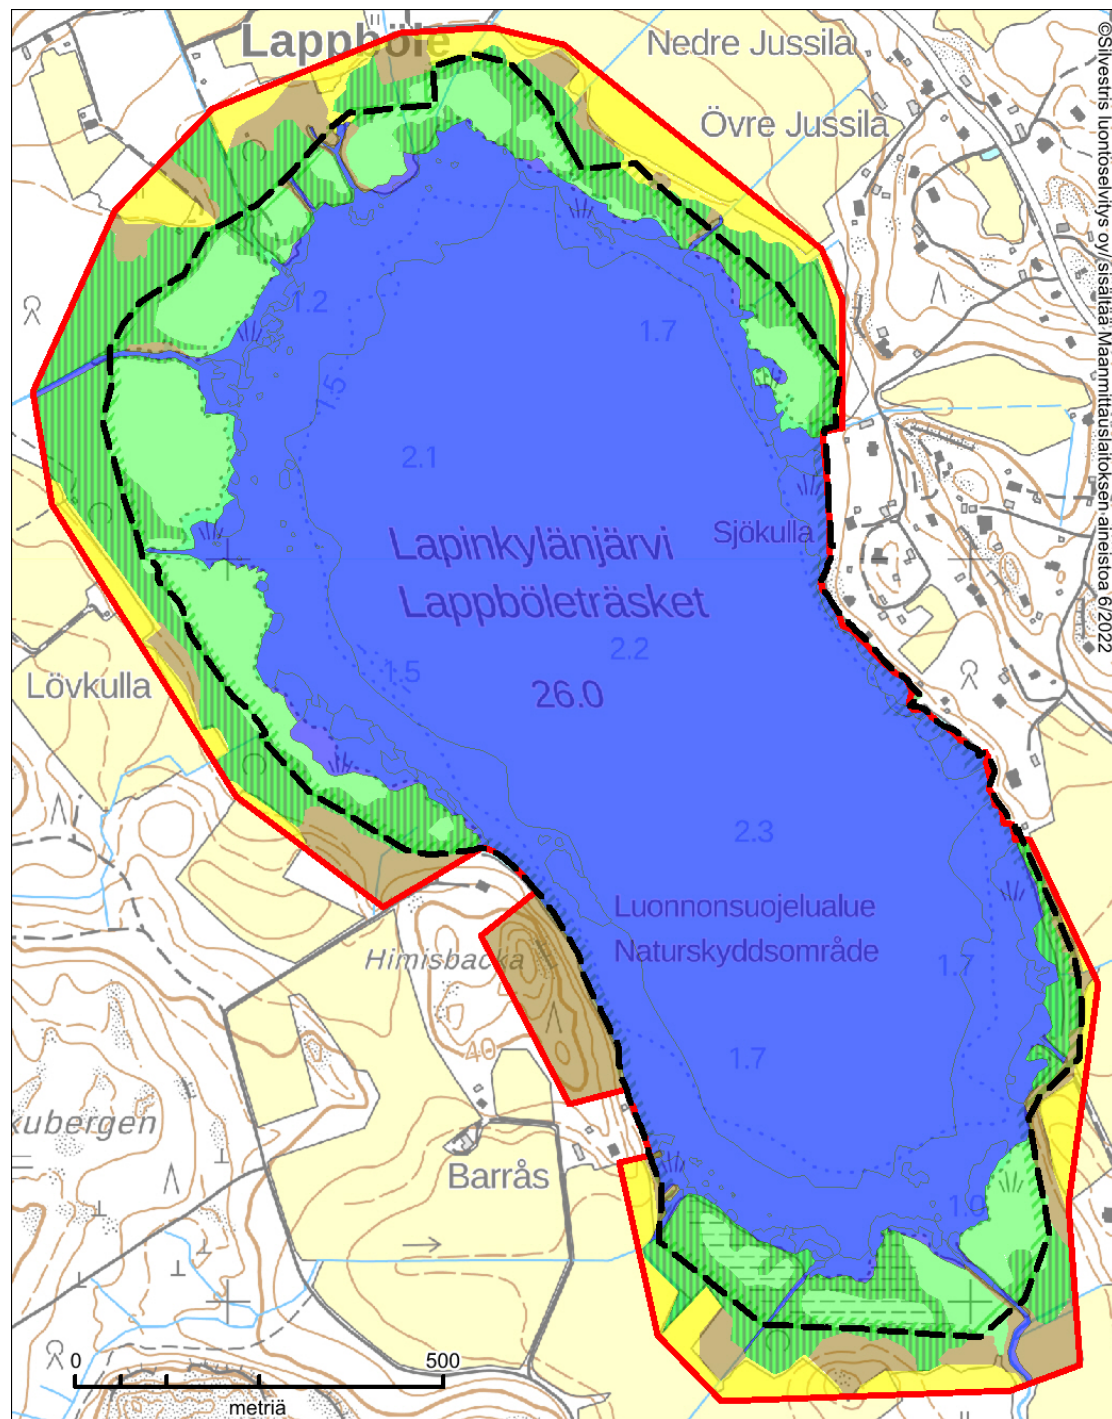 Lappböle
Nedre Jussila
Övre Jussila
©Silvestris luontoselvitys oy/ sisältää Maanmittauslaitoksen aineistoa 6/2022
1.2
1.7
1.5
2.1
Sjökulla
Lapinkylänjärvi
Lappböleträsket
2.2
1.5
26.0
Lövkulla
2.3
Luonnonsuojelualue
Naturskyddsområde
Himisbacka
1.7
40
1.7
kubergen
Barrås
1.0
0
500
metriä